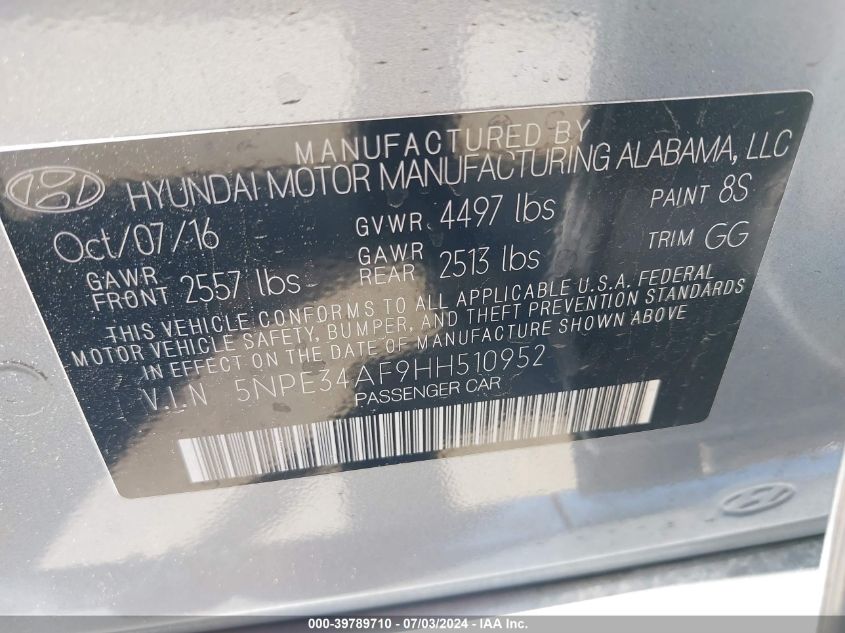 MANUFACTURED BY
HYUNDAI MOTOR MANUFACTURING ALABAMA, LLC
Oct/07/16
GVWR 4497 lbs
PAINT 8S
GAWR FRONT 2557 lbs
GAWR REAR 2513 lbs
TRIM GG
THIS VEHICLE CONFORMS TO ALL APPLICABLE U.S.A. FEDERAL
MOTOR VEHICLE SAFETY, BUMPER, AND THEFT PREVENTION STANDARDS
IN EFFECT ON THE DATE OF MANUFACTURE SHOWN ABOVE
V.I.N 5NPE34AF9HH510952
PASSENGER CAR
000-39789710 - 07/03/2024 - IAA Inc.